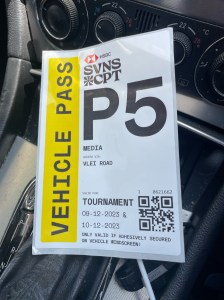 VEHICLE PASS
HSBC
SVNS
CPT
P5
MEDIA
VLEI ROAD
TOURNAMENT
09-12-2023 &
10-12-2023
ONLY VALID IF ADHESIVELY SECURED
ON VEHICLE WINDSCREEN!